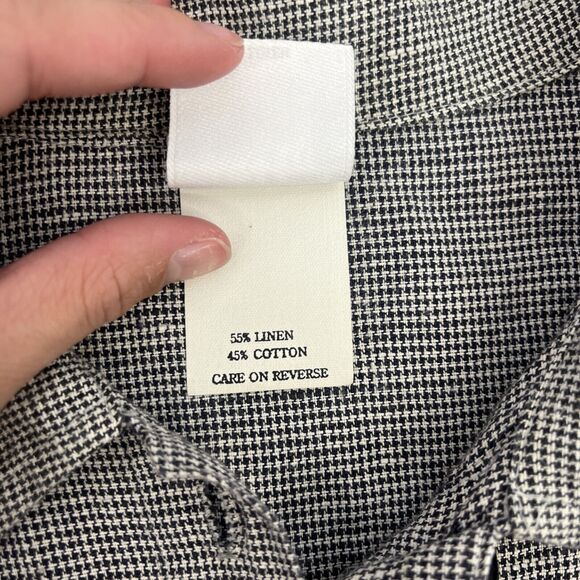 55% LINEN
45% COTTON
CARE ON REVERSE